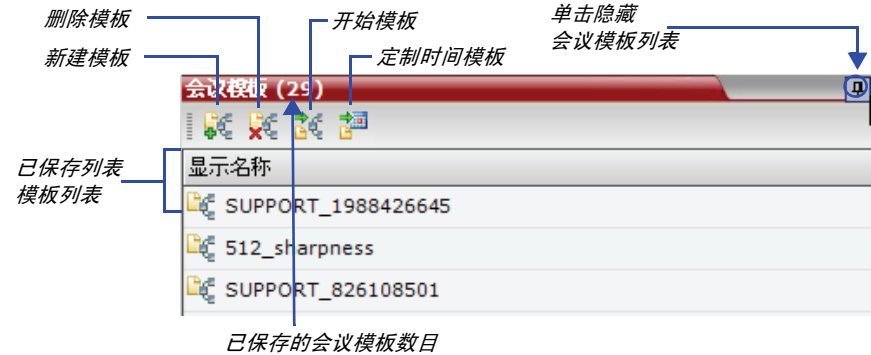 删除模板
开始模板
单击隐藏
会议模板列表
新建模板
定制时间模板
会议模板 (29)
已保存列表
模板列表
显示名称
SUPPORT_1988426645
512_sharpness
SUPPORT_826108501
已保存的会议模板数目